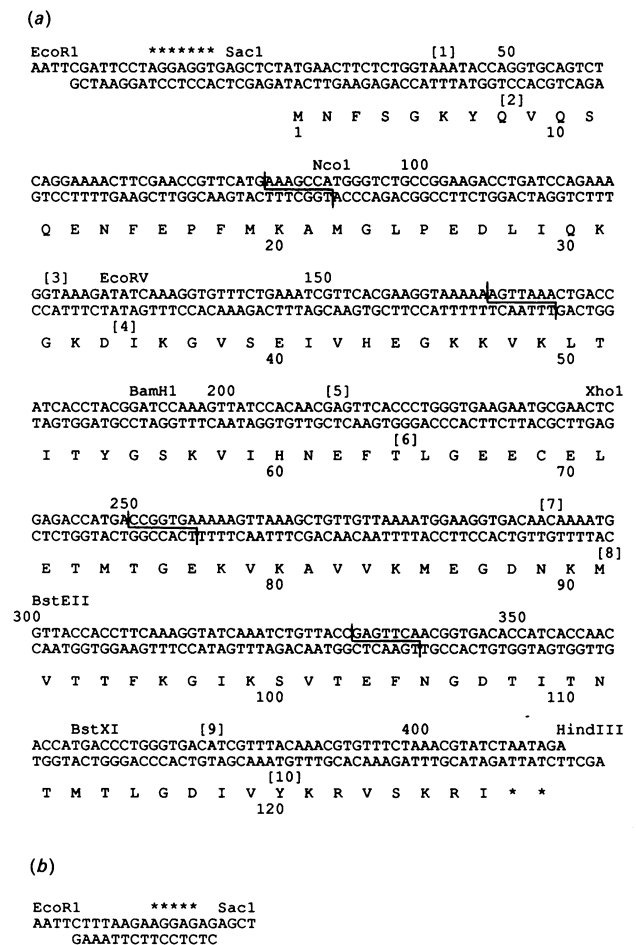 (a)
EcoR1 ******* Sac1 [1] 50
AATTCGATTCCTAGGAGGTGAGCTCTATGAACTTCTCTGGTAAATACCAGGTGCAGTCT
GCTAAGGATCCTCCACTCGAGATACTTGAAGAGACCATTTATGGTCCACGTCAGA
[2]
M N F S G K Y Q V Q S
1 10
Nco1 100
CAGGAAAACTTCGAACCGTTCATGAAAGCCATGGGTCTGCCGGAAGACCTGATCCAGAAA
GTCCTTTTGAAGCTTGGCAAGTACTTTCGGTACCCAGACGGCCTTCTGGACTAGGTCTTT
Q E N F E P F M K A M G L P E D L I Q K
20 30
[3] EcoRV 150
GGTAAAGATATCAAAGGTGTTTCTGAAATCGTTCACGAAGGTAAAAAAGTTAAACTGACC
CCATTTCTATAGTTTCCACAAAGACTTTAGCAAGTGCTTCCATTTTTTCAATTTGACTGG
[4]
G K D I K G V S E I V H E G K K V K L T
40 50
BamH1 200 [5] Xho1
ATCACCTACGGATCCAAAGTTATCCACAACGAGTTCACCCTGGGTGAAGAATGCGAACTC
TAGTGGATGCCTAGGTTTCAATAGGTGTTGCTCAAGTGGGACCCACTTCTTACGCTTGAG
[6]
I T Y G S K V I H N E F T L G E E C E L
60 70
250 [7]
GAGACCATGACCGGTGAAAAAGTTAAAGCTGTTGTTAAAATGGAAGGTGACAACAAAATG
CTCTGGTACTGGCCACTTTTTCAATTTCGACAACAATTTTACCTTCCACTGTTGTTTTAC
[8]
E T M T G E K V K A V V K M E G D N K M
80 90
BstEII
300 350
GTTACCACCTTCAAAGGTATCAAATCTGTTACCGAGTTCAACGGTGACACCATCACCAAC
CAATGGTGGAAGTTTCCATAGTTTAGACAATGGCTCAAGTTGCCACTGTGGTAGTGGTTG
V T T F K G I K S V T E F N G D T I T N
100 110
BstXI [9] 400 HindIII
ACCATGACCCTGGGTGACATCGTTTACAAACGTGTTTCTAAACGTATCTAATAGA
TGGTACTGGGACCCACTGTAGCAAATGTTTGCACAAAGATTTGCATAGATTATCTTCGA
[10]
T M T L G D I V Y K R V S K R I * *
120
(b)
EcoR1 ***** Sac1
AATTCTTTAAGAAGGAGAGAGCT
GAAATTCTTCCTCTC